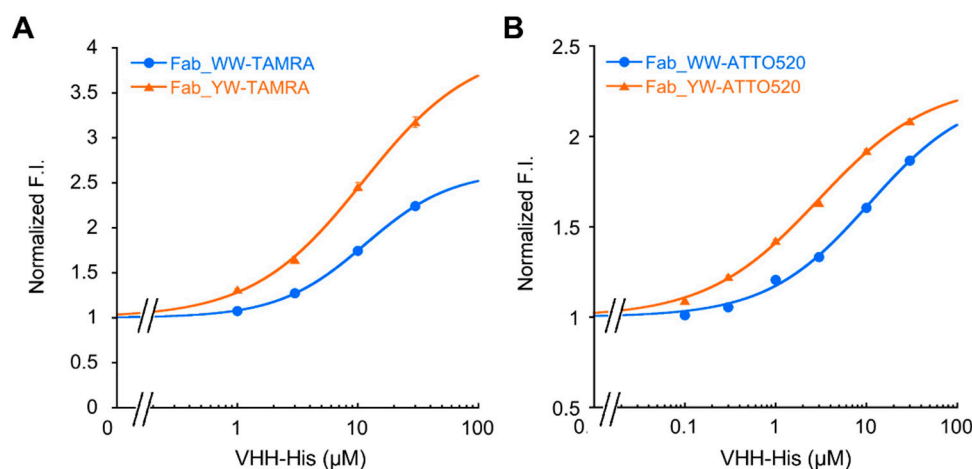 A
Fab_WW-TAMRA
Fab_YW-TAMRA
Normalized F.I.
4
3.5
3
2.5
2
1.5
1
0.5
0
0 1 10 100
VHH-His (µM)
B
Fab_WW-ATTO520
Fab_YW-ATTO520
Normalized F.I.
2.5
2
1.5
1
0.5
0. 0.1 1 10 100
VHH-His (µM)